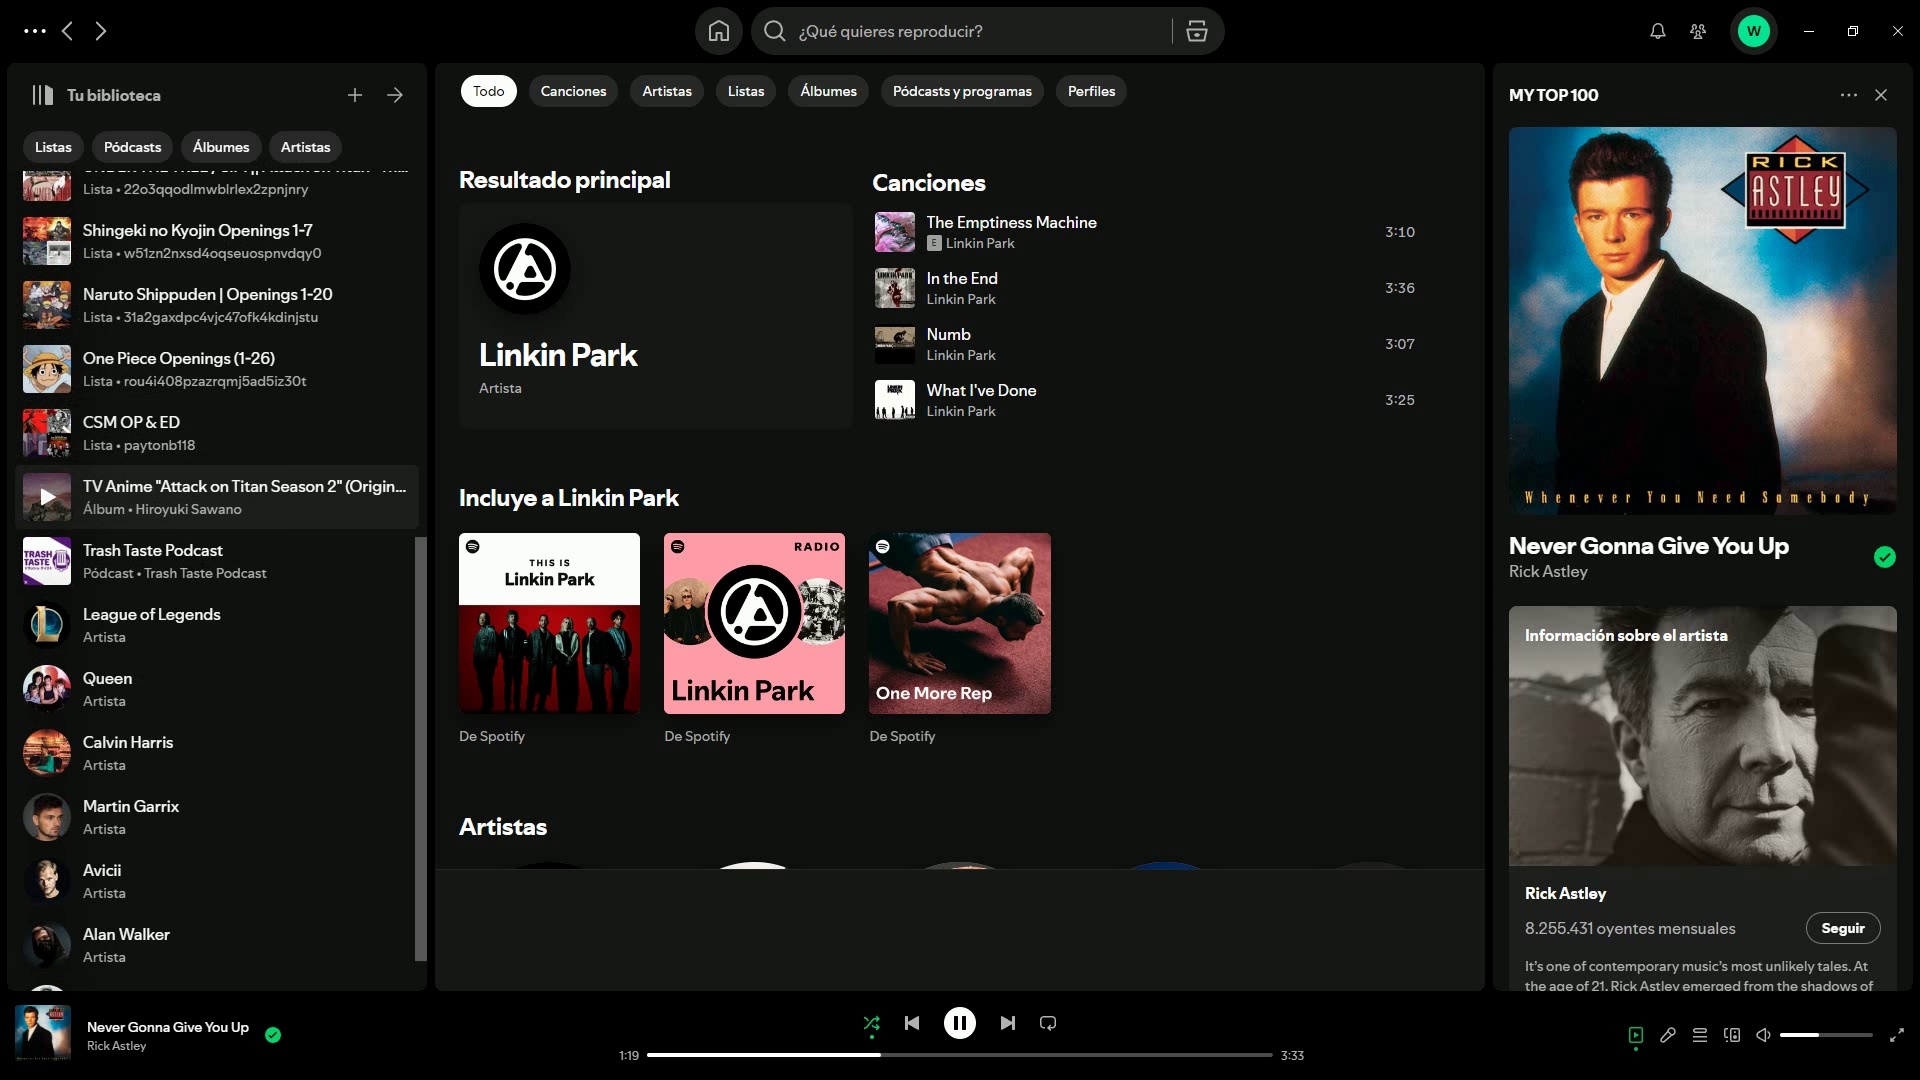 ¿Qué quieres reproducir?
W
Tu biblioteca
Listas
Pódcasts
Álbumes
Artistas
Lista • 22o3qqodlmwblrlex2zpnjnry
Shingeki no Kyojin Openings 1-7
Lista • w51zn2nxsd4oqseuospnvdqy0
Naruto Shippuden | Openings 1-20
Lista • 31a2gaxdpc4vjc47ofk4kdinjstu
One Piece Openings (1-26)
Lista • rou4i408pzazrqmj5ad5iz30t
CSM OP & ED
Lista • paytonb118
TV Anime "Attack on Titan Season 2" (Origin...
Álbum • Hiroyuki Sawano
TRASH TASTE
Trash Taste Podcast
Pódcast • Trash Taste Podcast
League of Legends
Artista
Queen
Artista
Calvin Harris
Artista
Martin Garrix
Artista
Avicii
Artista
Alan Walker
Artista
Todo
Canciones
Artistas
Listas
Álbumes
Pódcasts y programas
Perfiles
Resultado principal
Linkin Park
Artista
Canciones
The Emptiness Machine
E Linkin Park
3:10
In the End
Linkin Park
3:36
Numb
Linkin Park
3:07
What I've Done
Linkin Park
3:25
Incluye a Linkin Park
THIS IS
Linkin Park
De Spotify
RADIO
Linkin Park
De Spotify
One More Rep
De Spotify
Artistas
MY TOP 100
RICK
ASTLEY
Whenever You Need Somebody
Never Gonna Give You Up
Rick Astley
Información sobre el artista
Rick Astley
8.255.431 oyentes mensuales
Seguir
It's one of contemporary music's most unlikely tales. At
the age of 21, Rick Astley emerged from the shadows of
Never Gonna Give You Up
Rick Astley
1:19
3:33